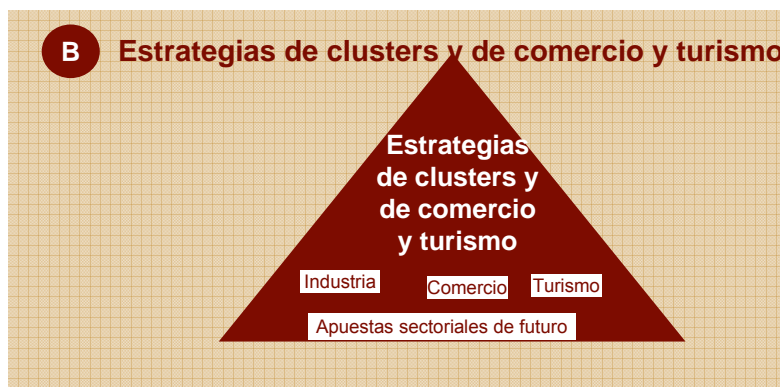 B Estrategias de clusters y de comercio y turismo
Estrategias
de clusters y
de comercio
y turismo
Industria Comercio Turismo
Apuestas sectoriales de futuro